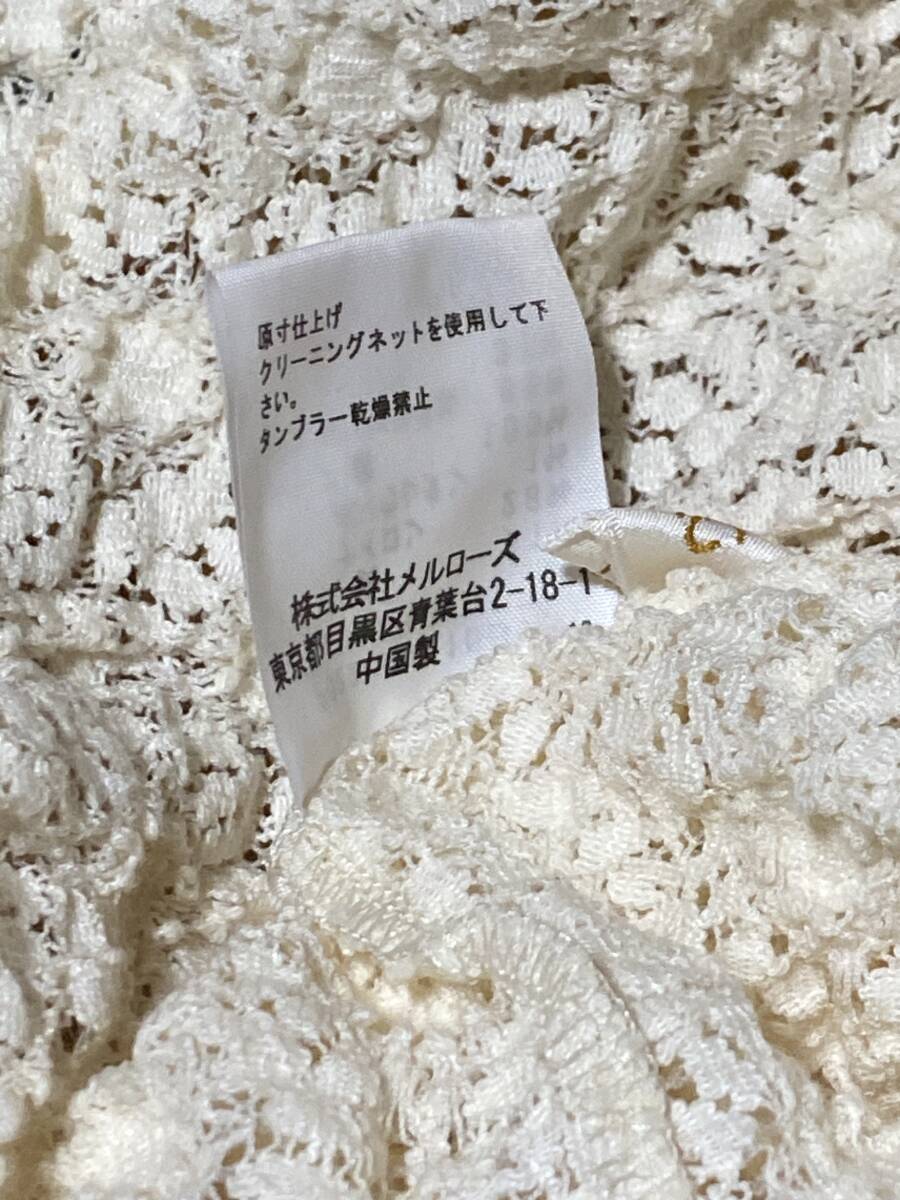 原寸仕上げ
クリーニングネットを使用して下
さい。
タンブラー乾燥禁止
株式会社メルローズ
東京都目黒区青葉台2-18-1
中国製